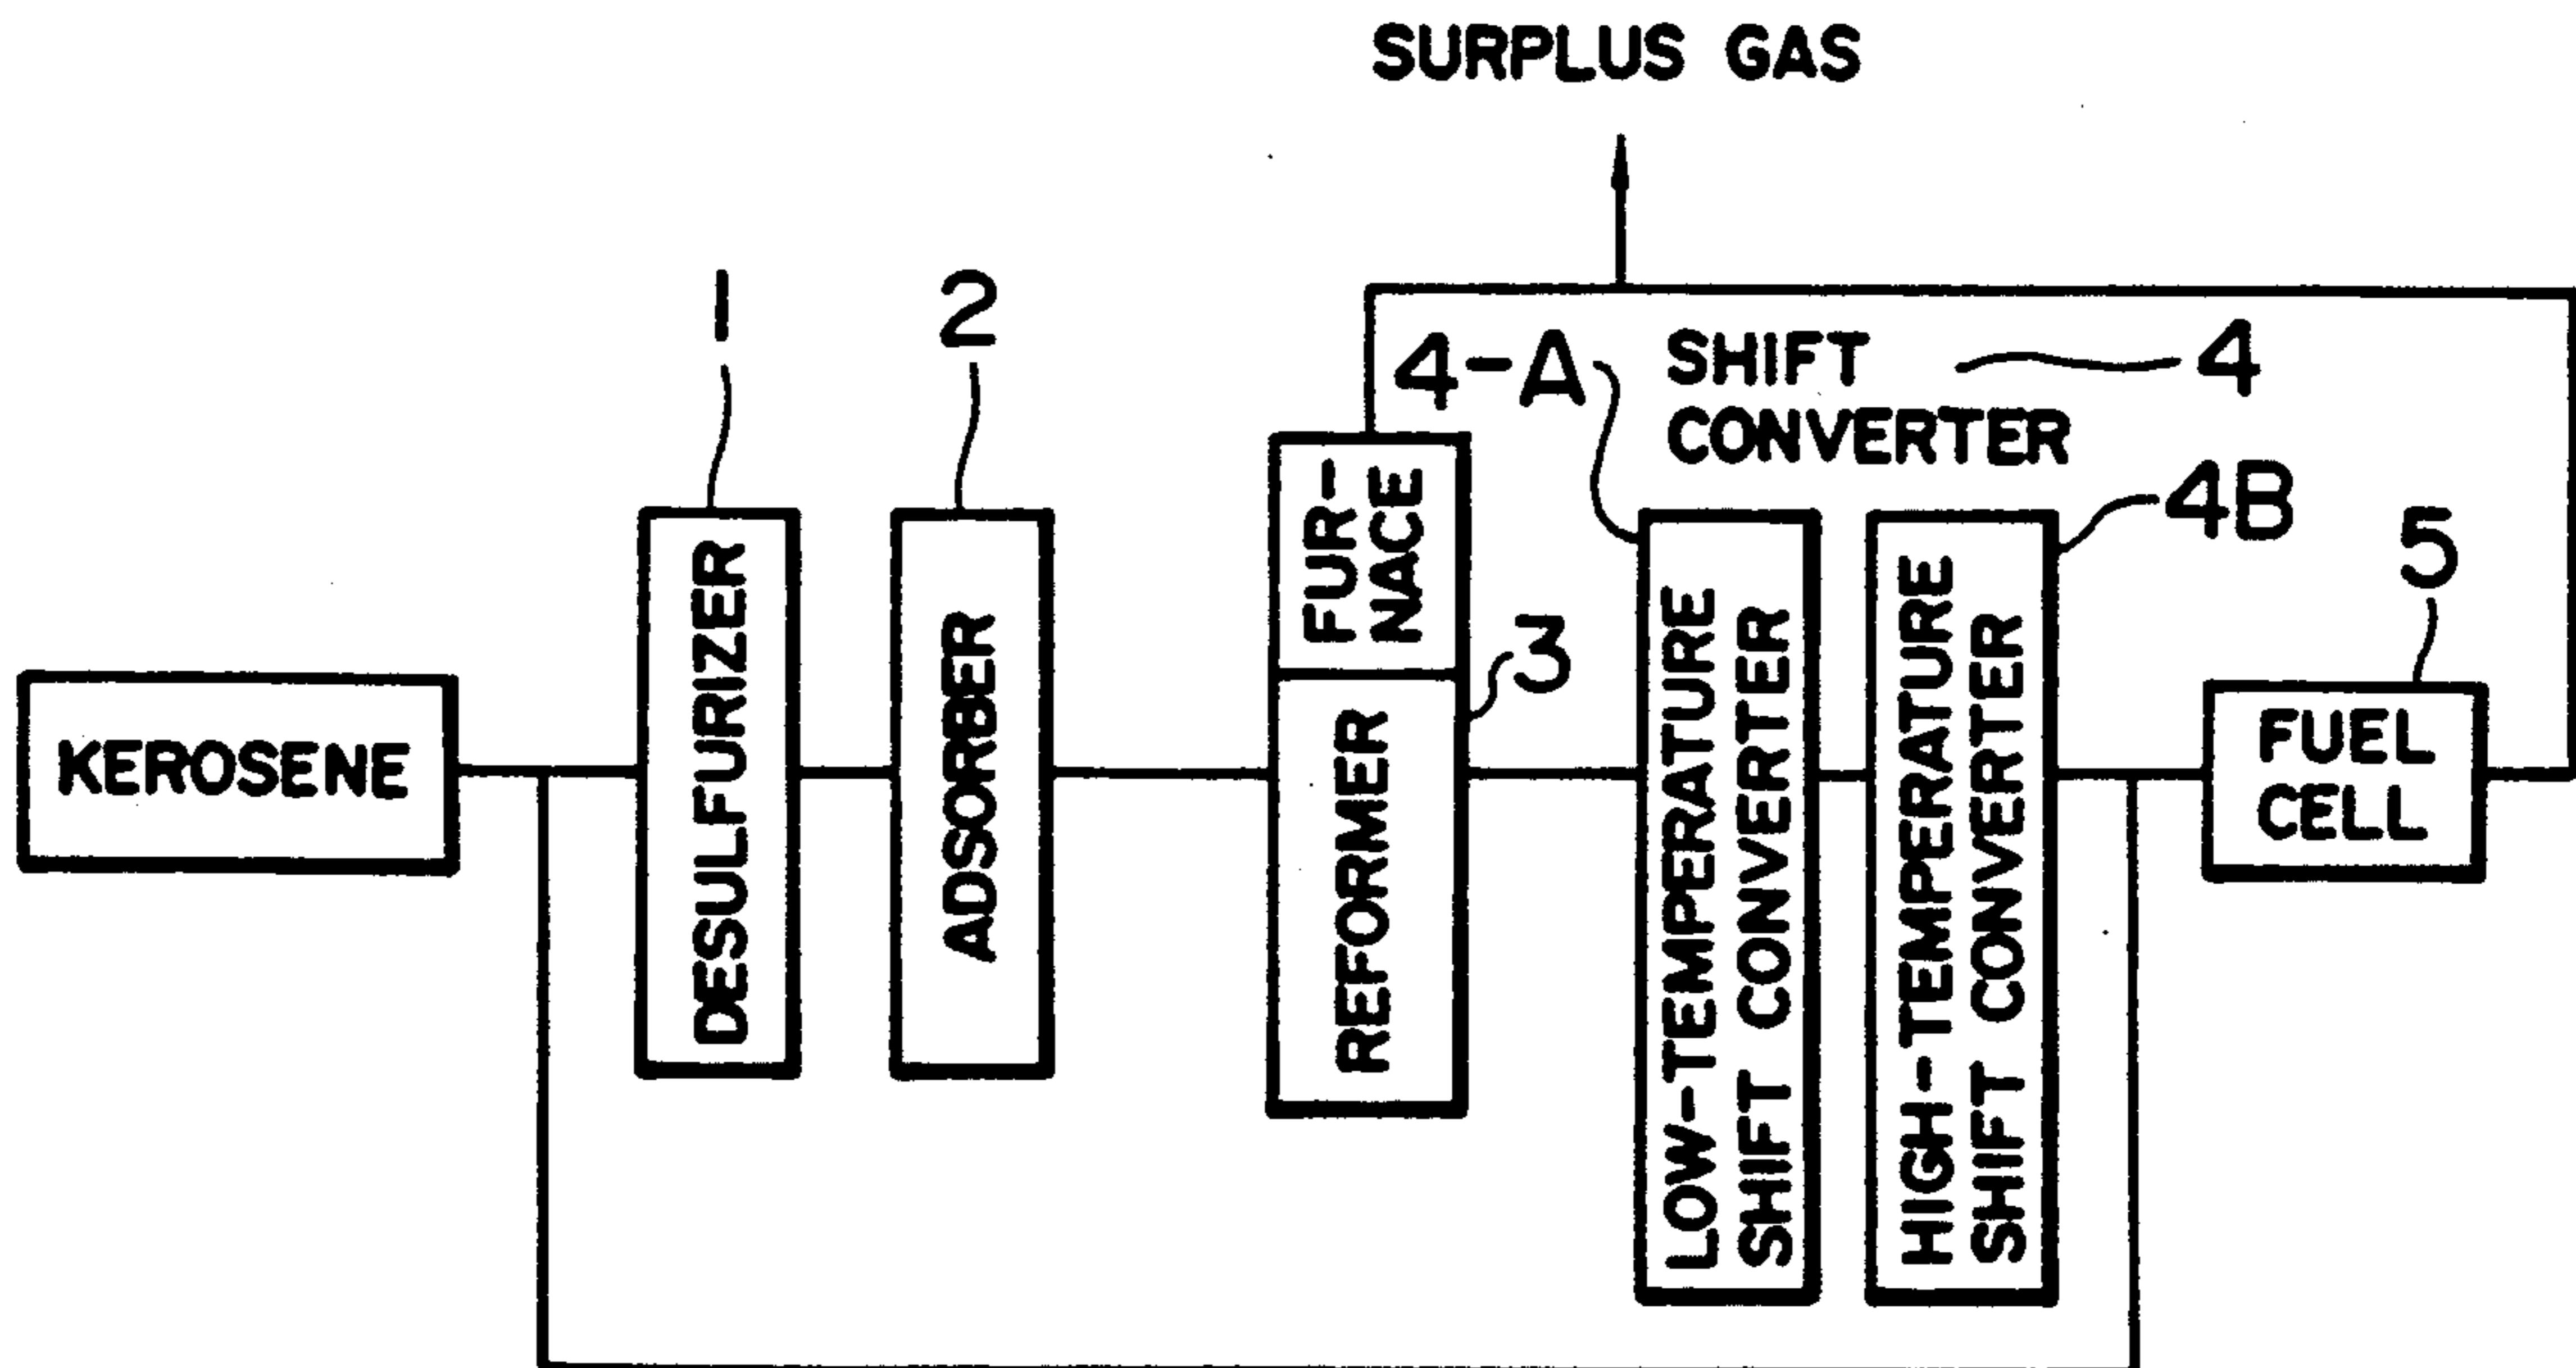 SURPLUS GAS
1
2
4-A
SHIFT
CONVERTER
4
4B
5
3
KEROSENE
DESULFURIZER
ADSORBER
FUR-
NACE
REFORMER
LOW-TEMPERATURE
SHIFT CONVERTER
HIGH-TEMPERATURE
SHIFT CONVERTER
FUEL
CELL